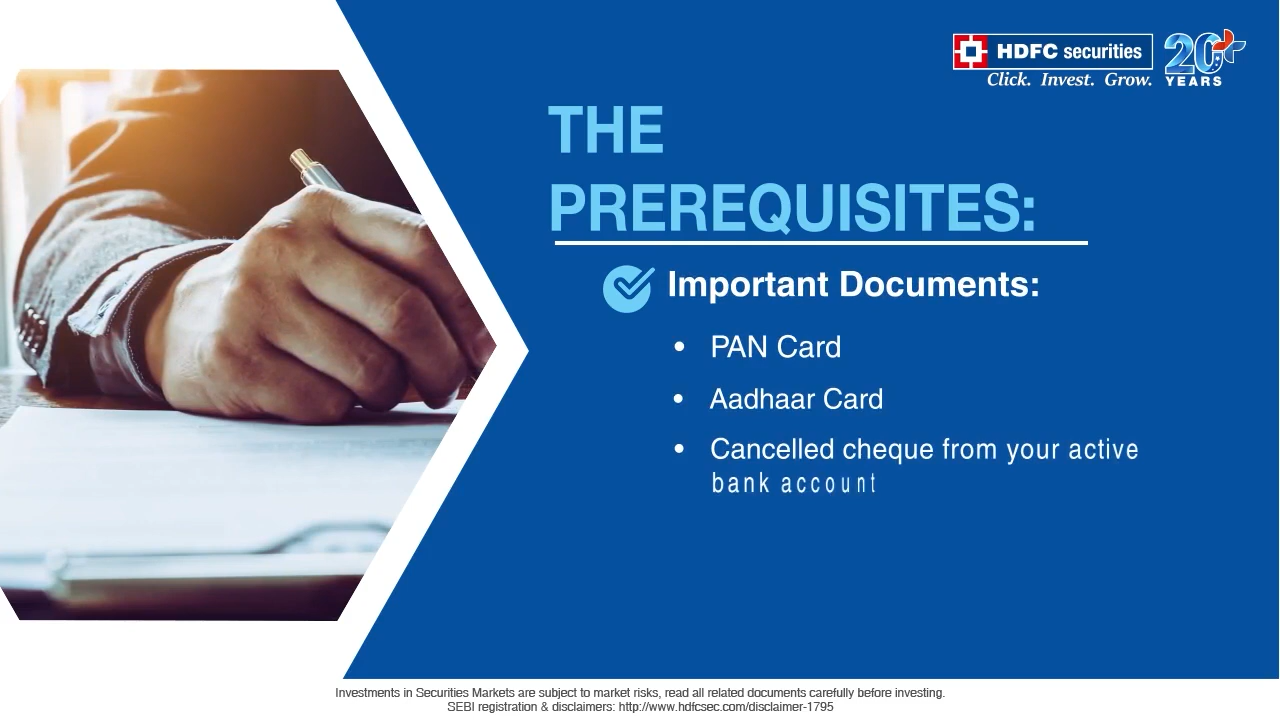 HDFC securities
Click. Invest. Grow.
20+
YEARS
THE
PREREQUISITES:
Important Documents:
• PAN Card
• Aadhaar Card
• Cancelled cheque from your active
bank account
Investments in Securities Markets are subject to market risks, read all related documents carefully before investing.
SEBI registration & disclaimers: http://www.hdfcsec.com/disclaimer-1795